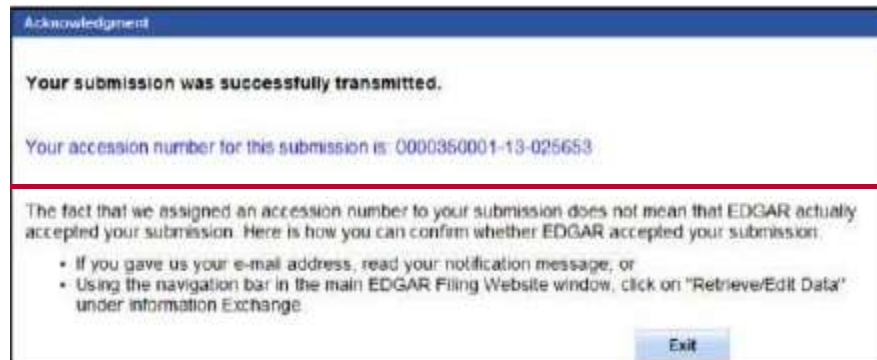 Acknowledgment
Your submission was successfully transmitted.
Your accession number for this submission is: 0000350001-13-025653
The fact that we assigned an accession number to your submission does not mean that EDGAR actually
accepted your submission. Here is how you can confirm whether EDGAR accepted your submission.
• If you gave us your e-mail address, read your notification message, or
• Using the navigation bar in the main EDGAR Filing Website window, click on "Retrieve/Edit Data"
under information Exchange
Exit